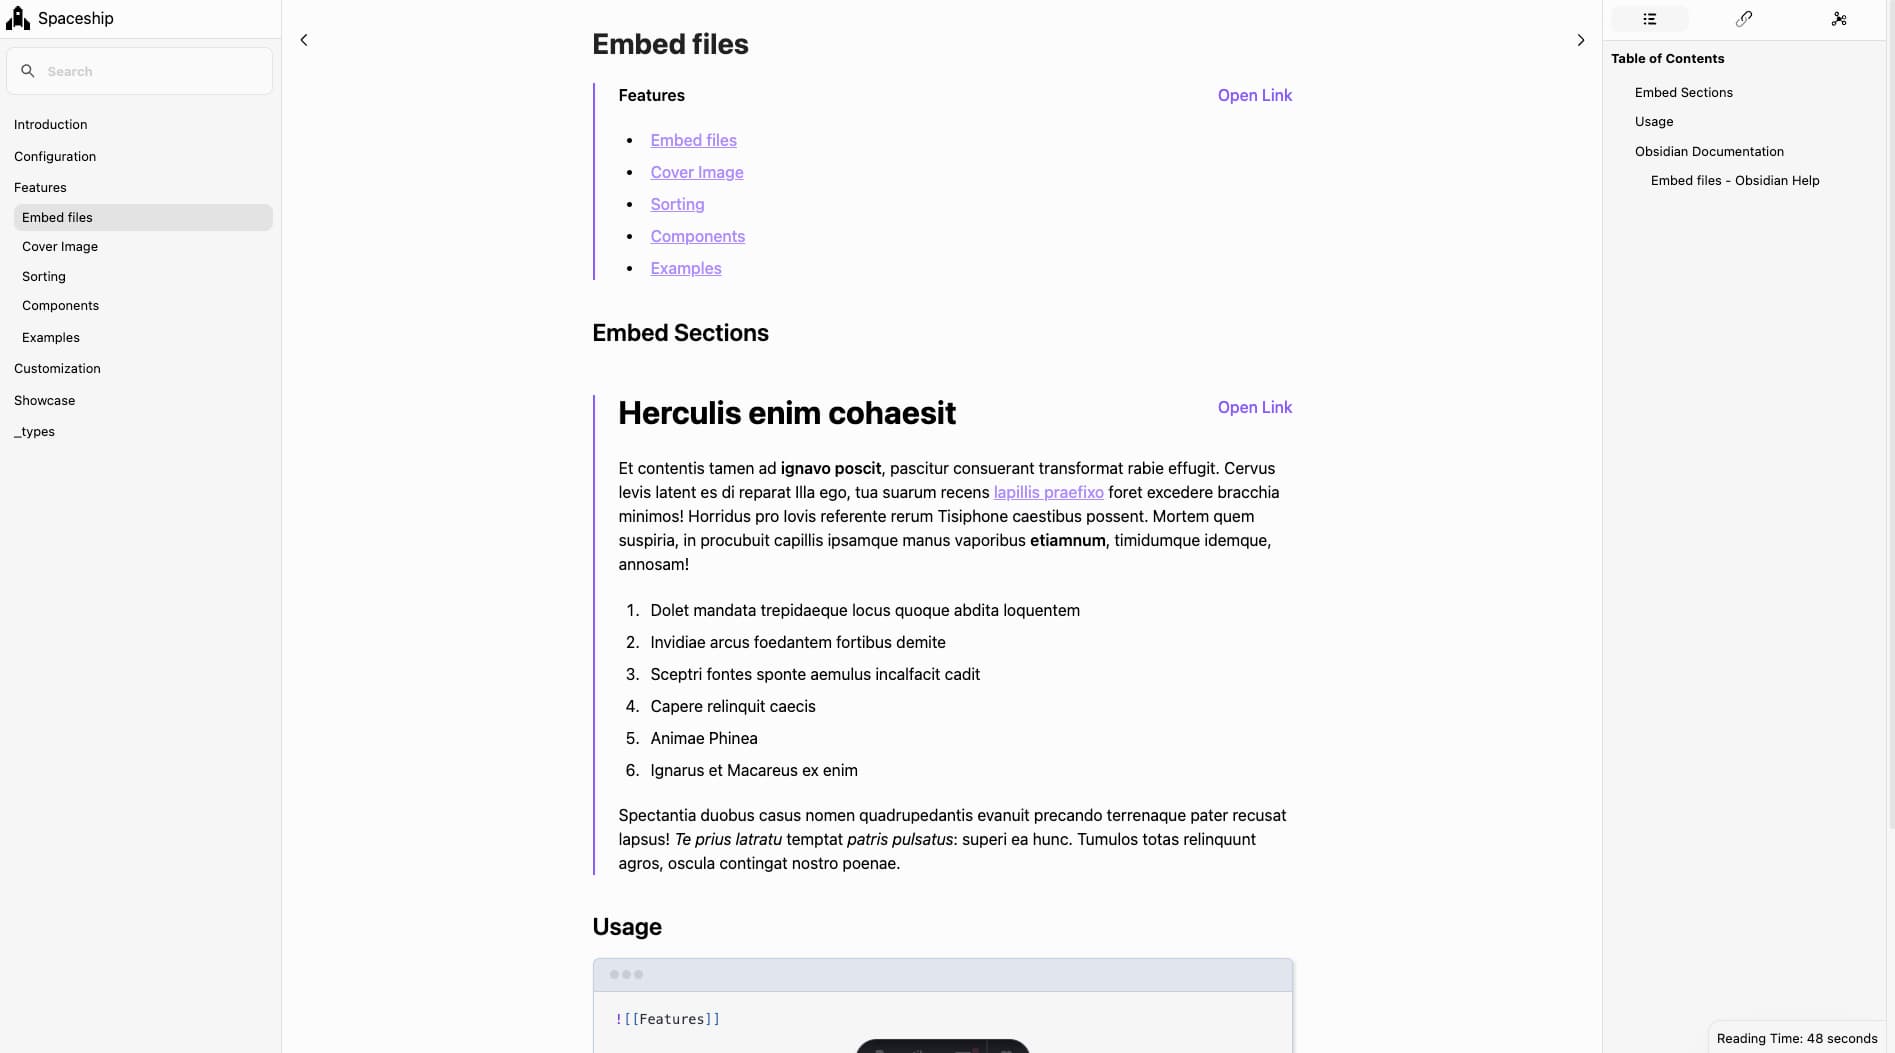 Spaceship
Search
Introduction
Configuration
Features
Embed files
Cover Image
Sorting
Components
Examples
Customization
Showcase
_types
Embed files
Features
Open Link
• Embed files
• Cover Image
• Sorting
• Components
• Examples
Embed Sections
Herculis enim cohaesit
Open Link
Et contentis tamen ad ignavo poscit, pascitur consuerant transformat rabie effugit. Cervus
levis latent es di reparat Illa ego, tua suarum recens lapillis praefixo foret excedere bracchia
minimos! Horridus pro Iovis referente rerum Tisiphone caestibus possent. Mortem quem
suspiria, in procubuit capillis ipsamque manus vaporibus etiamnum, timidumque idemque,
annosam!
1. Dolet mandata trepidaeque locus quoque abdita loquentem
2. Invidiae arcus foedantem fortibus demite
3. Sceptri fontes sponte aemulus incalfacit cadit
4. Capere relinquit caecis
5. Animae Phinea
6. Ignarus et Macareus ex enim
Spectantia duobus casus nomen quadrupedantis evanuit precando terrenaque pater recusat
lapsus! Te prius latratu temptat patris pulsatus: superi ea hunc. Tumulos totas relinquunt
agros, oscula contingat nostro poenae.
Usage
![[Features]]
Table of Contents
Embed Sections
Usage
Obsidian Documentation
Embed files - Obsidian Help
Reading Time: 48 seconds